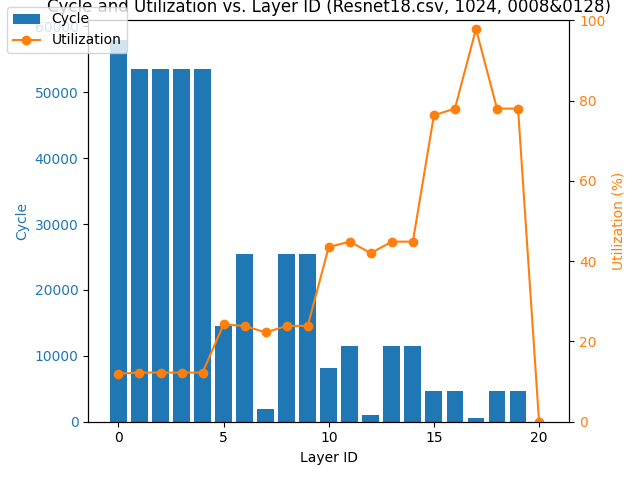 Cycle and Utilization vs. Layer ID (Resnet18.csv, 1024, 0008&0128)
Cycle
Utilization
60000
50000
40000
30000
20000
10000
0
Cycle
100
80
60
40
20
0
Utilization (%)
0 5 10 15 20
Layer ID